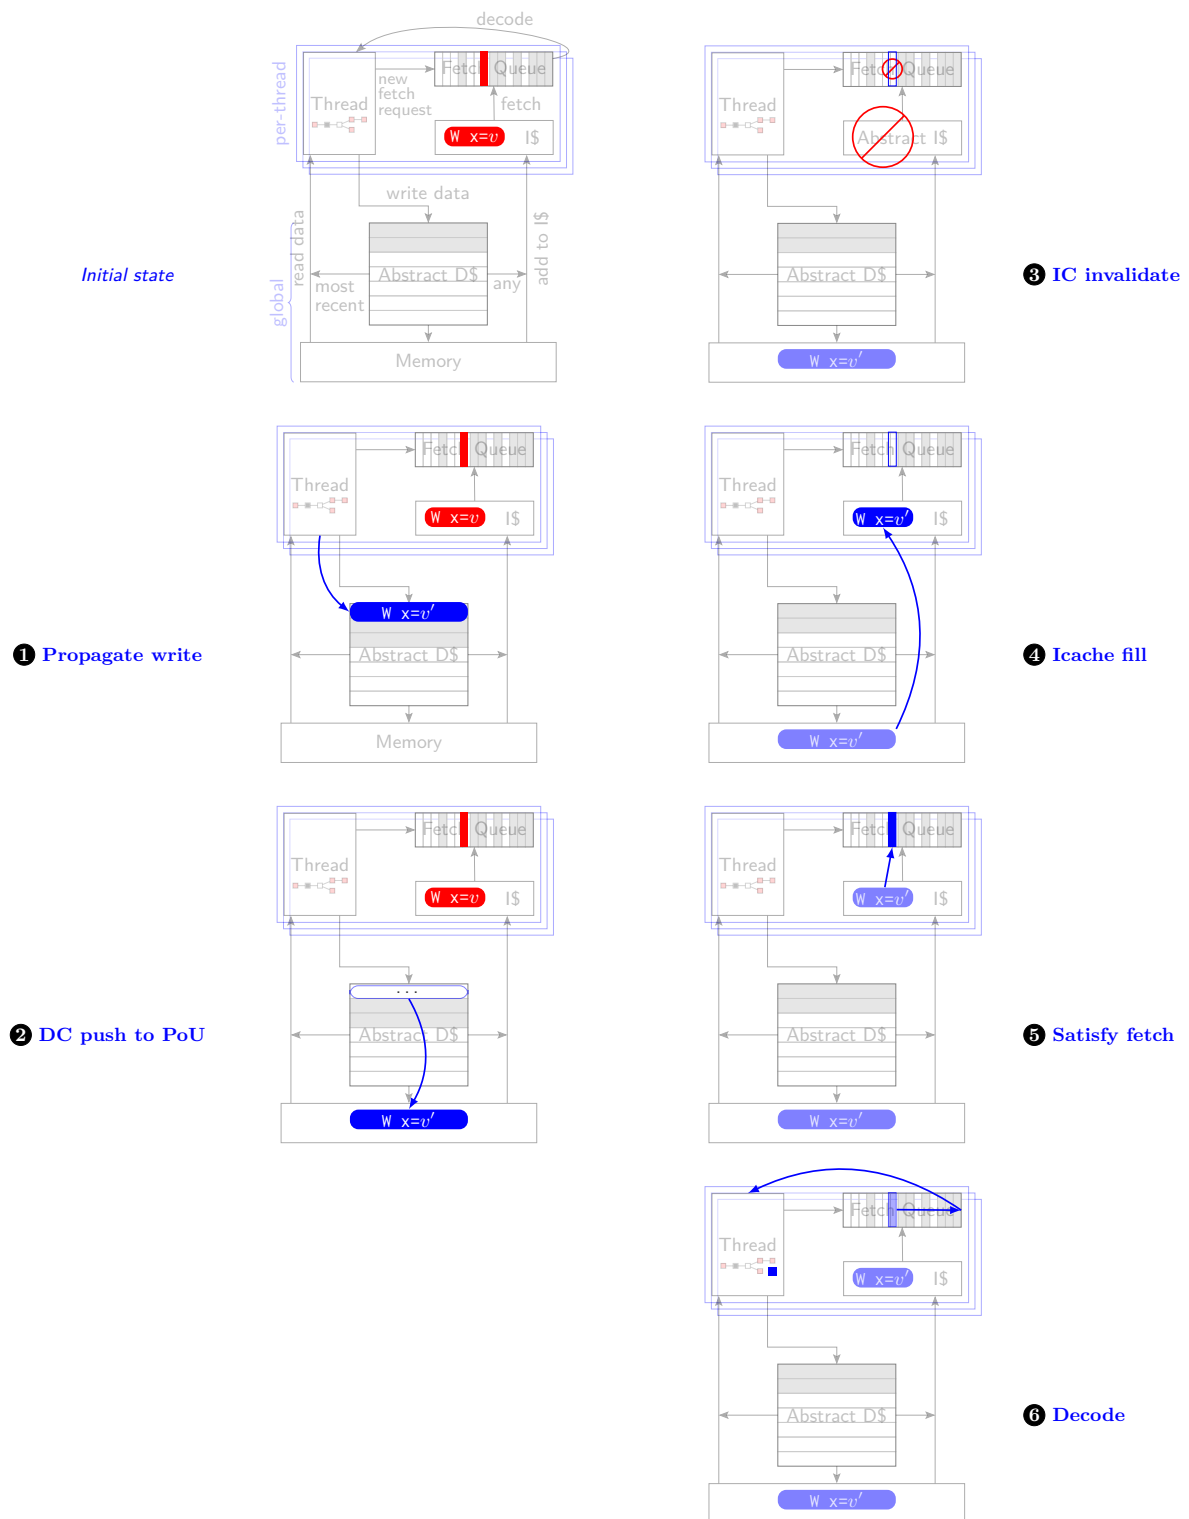 decode
Fetch Queue
per-thread
new
fetch
request
Thread
fetch
W x=v
I$
write data
read data
add to I$
Abstract D$
most
recent
any
global
Memory
Initial state
Fetch Queue
Thread
Abstract I$
Abstract D$
W x=v′
❸ IC invalidate
Fetch Queue
Thread
W x=v
I$
W x=v′
Abstract D$
Memory
❶ Propagate write
Fetch Queue
Thread
W x=v′
I$
Abstract D$
W x=v′
❹ Icache fill
Fetch Queue
Thread
W x=v
I$
...
Abstract D$
W x=v′
❷ DC push to PoU
Fetch Queue
Thread
W x=v′
I$
Abstract D$
W x=v′
❺ Satisfy fetch
Fetch Queue
Thread
W x=v′
I$
Abstract D$
W x=v′
❻ Decode